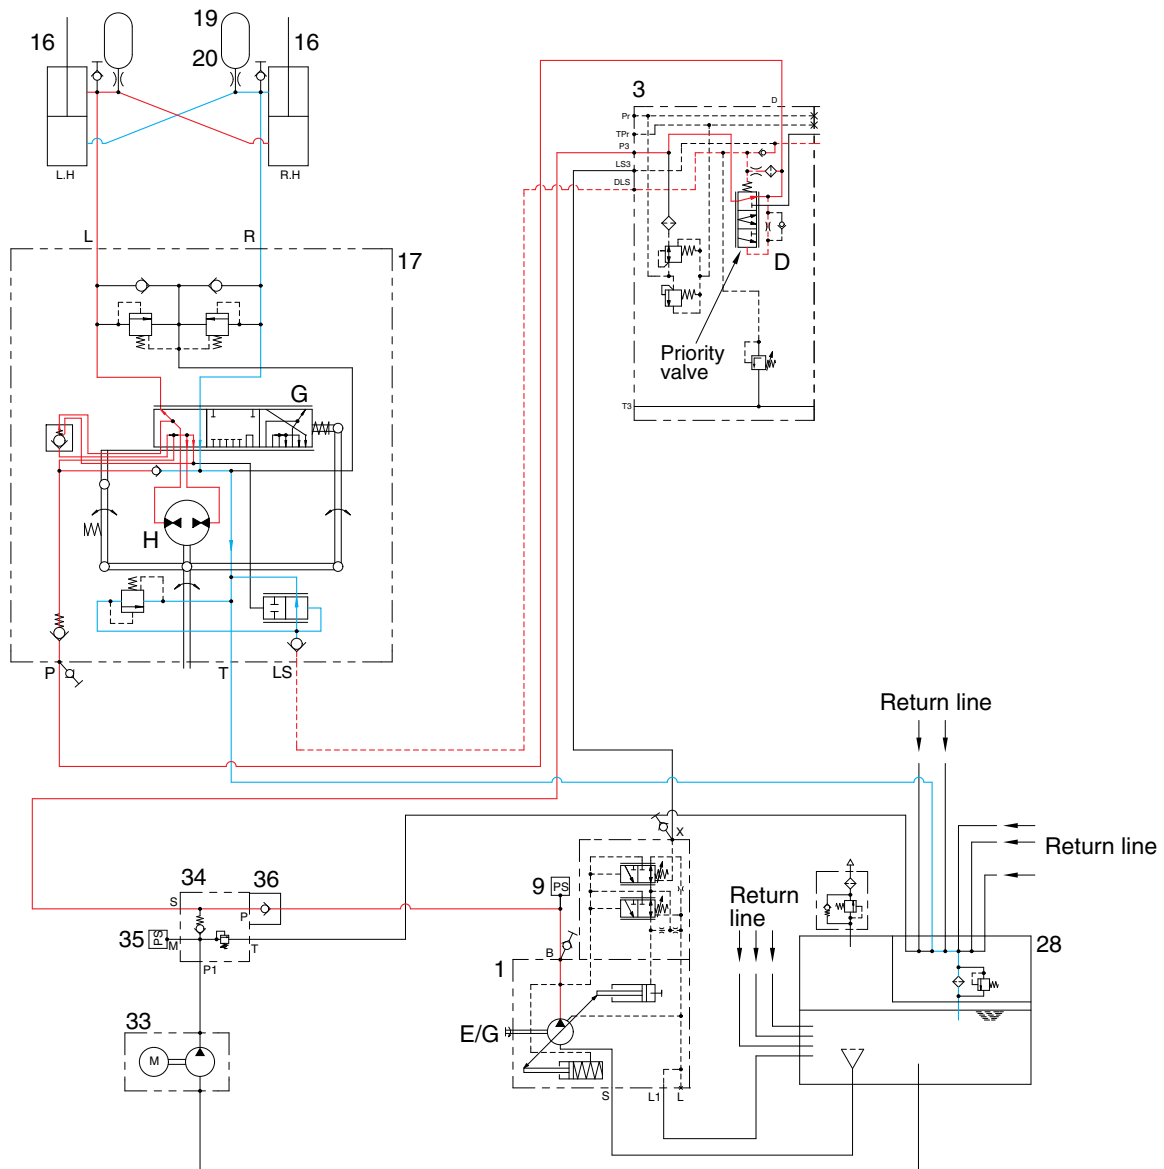 19
16
20
16
L.H
R.H
3
D
Pr
TPr
P3
LS3
DLS
L
R
17
D
Priority
valve
G
T3
H
P
T
LS
Return line
X
Return line
34
36
9
PS
Return
line
S
P
35
PS
M
T
B
28
P1
1
33
E/G
M
S
L1
L